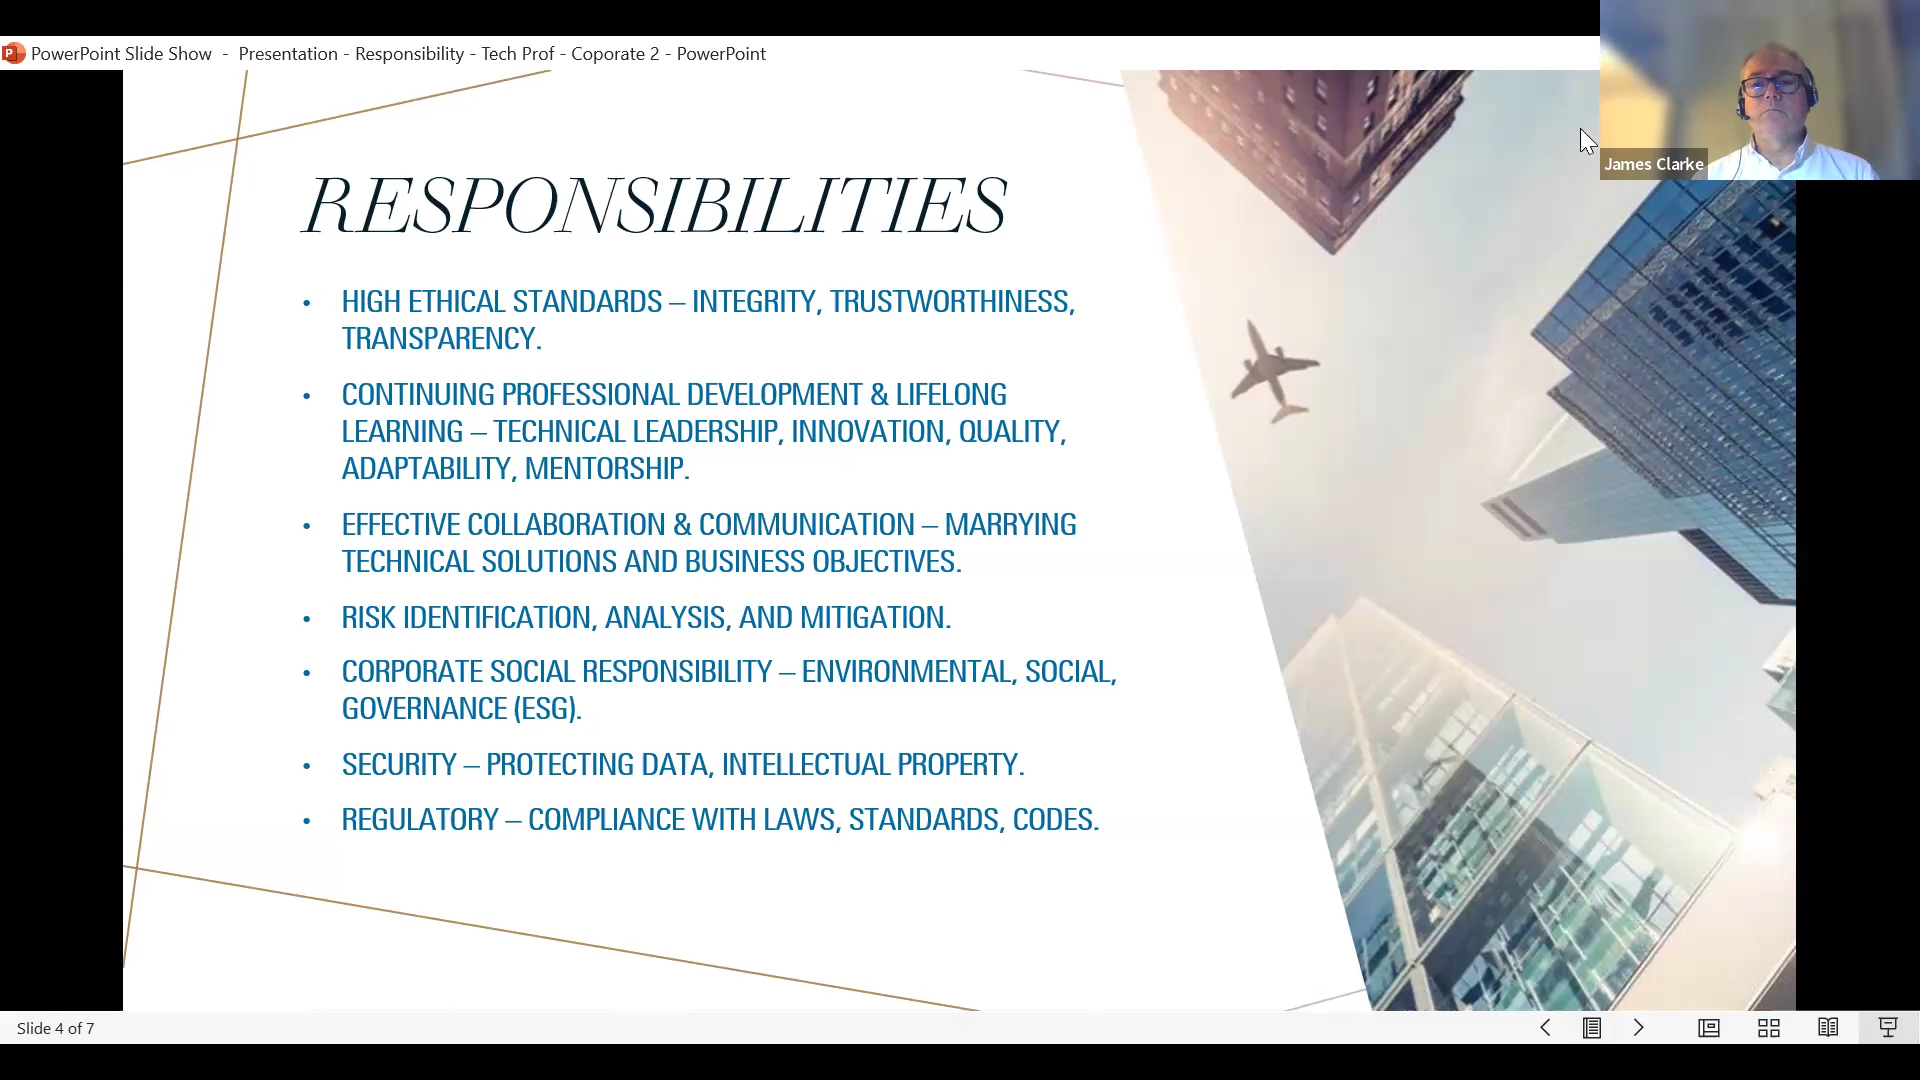 PowerPoint Slide Show - Presentation - Responsibility - Tech Prof - Coporate 2 - PowerPoint
James Clarke
RESPONSIBILITIES
• HIGH ETHICAL STANDARDS – INTEGRITY, TRUSTWORTHINESS,
TRANSPARENCY.
• CONTINUING PROFESSIONAL DEVELOPMENT & LIFELONG
LEARNING – TECHNICAL LEADERSHIP, INNOVATION, QUALITY,
ADAPTABILITY, MENTORSHIP.
• EFFECTIVE COLLABORATION & COMMUNICATION – MARRYING
TECHNICAL SOLUTIONS AND BUSINESS OBJECTIVES.
• RISK IDENTIFICATION, ANALYSIS, AND MITIGATION.
• CORPORATE SOCIAL RESPONSIBILITY – ENVIRONMENTAL, SOCIAL,
GOVERNANCE (ESG).
• SECURITY – PROTECTING DATA, INTELLECTUAL PROPERTY.
• REGULATORY – COMPLIANCE WITH LAWS, STANDARDS, CODES.
Slide 4 of 7